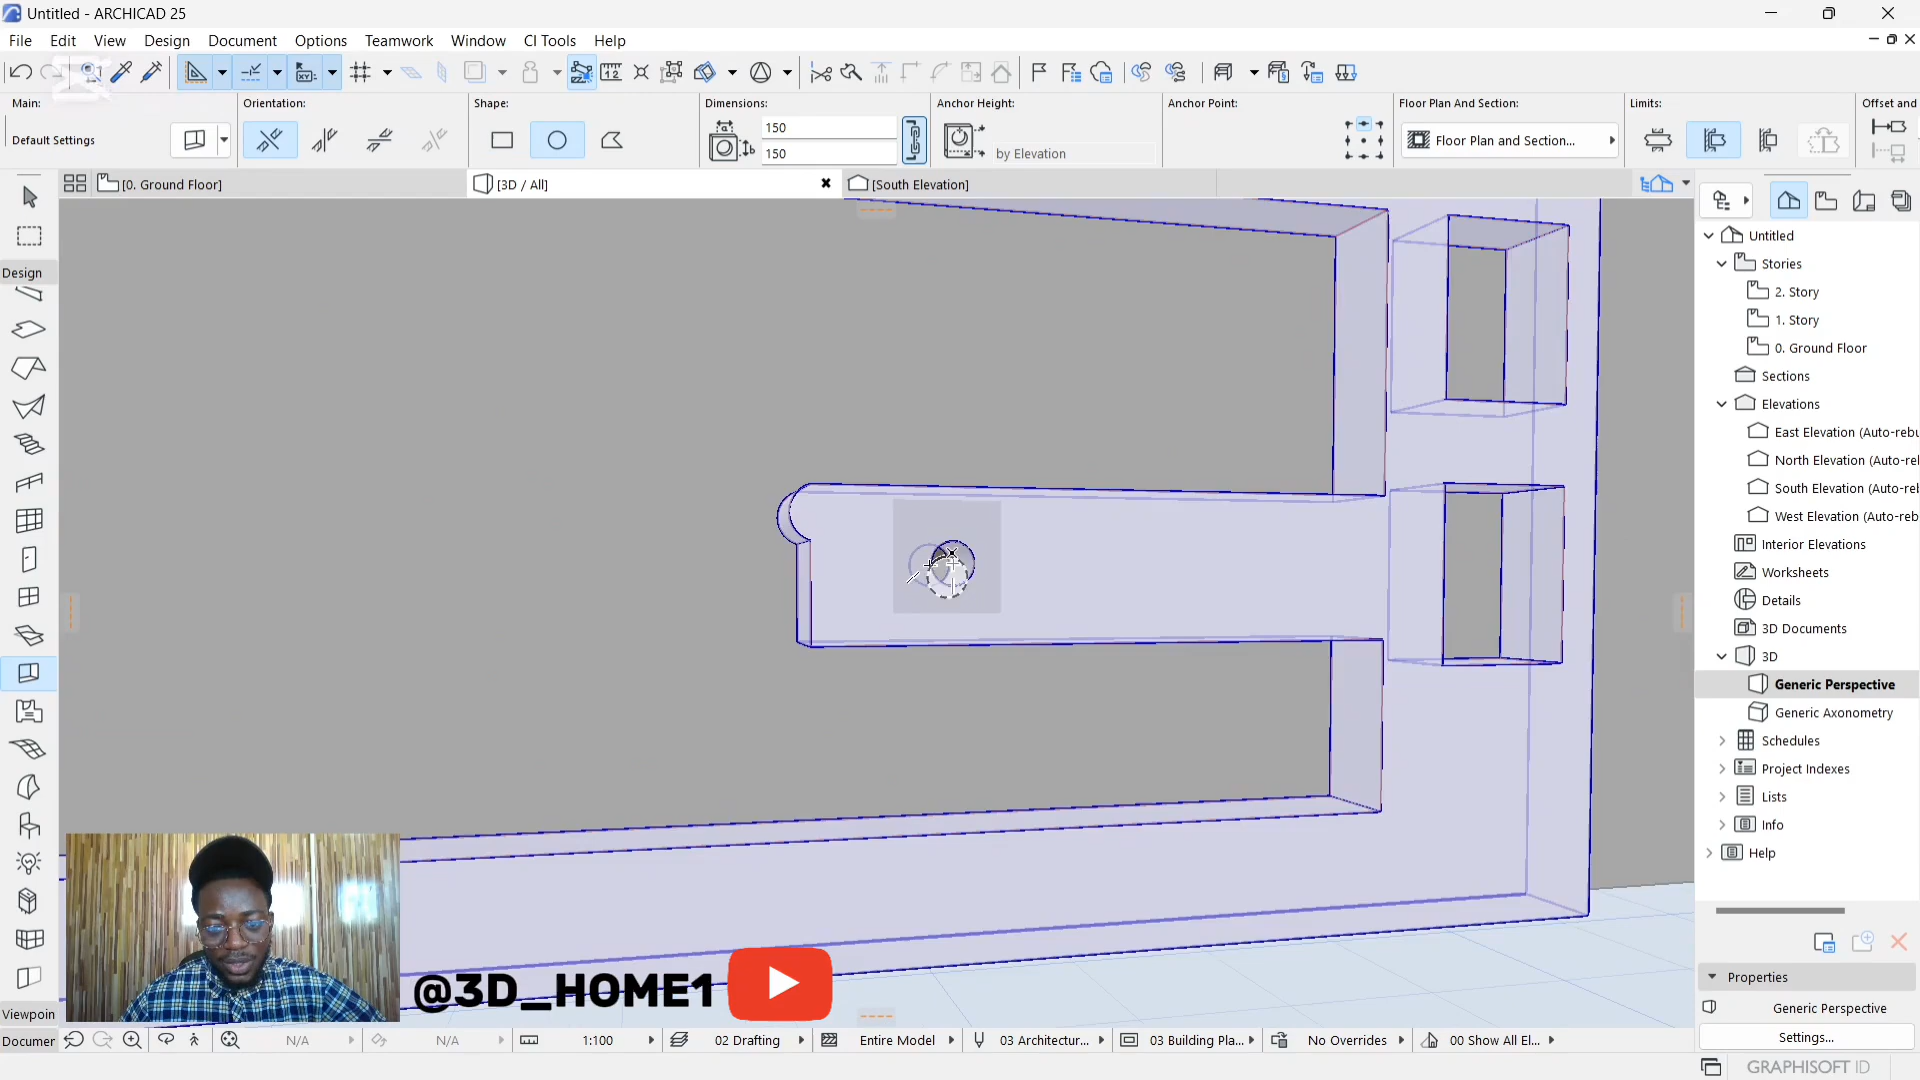 Untitled - ARCHICAD 25
File Edit View Design Document Options Teamwork Window CI Tools Help
Main: Orientation: Shape: Dimensions: Anchor Height: Anchor Point: Floor Plan And Section: Limits: Offset and
Default Settings 150 150 by Elevation Floor Plan and Section...
[0. Ground Floor] [3D / All] [South Elevation]
Design
Untitled
Stories
2. Story
1. Story
0. Ground Floor
Sections
Elevations
East Elevation (Auto-rebu
North Elevation (Auto-rel
South Elevation (Auto-rel
West Elevation (Auto-reb
Interior Elevations
Worksheets
Details
3D Documents
3D
Generic Perspective
Generic Axonometry
Schedules
Project Indexes
Lists
Info
Help
Properties
Generic Perspective
Settings...
@3D_HOME1
Viewpoin
Documer N/A N/A 1:100 02 Drafting Entire Model 03 Architectur... 03 Building Pla... No Overrides 00 Show All El...
GRAPHISOFT ID